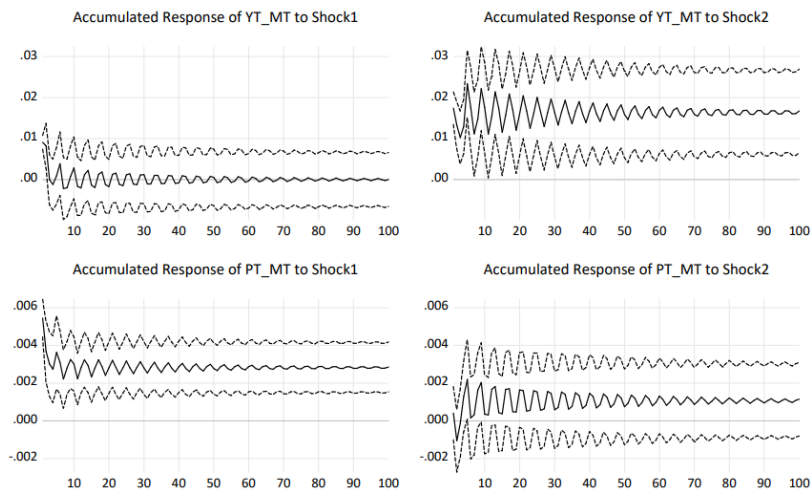 Accumulated Response of YT_MT to Shock1
.03
.02
.01
.00
10 20 30 40 50 60 70 80 90 100
Accumulated Response of YT_MT to Shock2
.03
.02
.01
.00
10 20 30 40 50 60 70 80 90 100
Accumulated Response of PT_MT to Shock1
.006
.004
.002
.000
-.002
10 20 30 40 50 60 70 80 90 100
Accumulated Response of PT_MT to Shock2
.006
.004
.002
.000
-.002
10 20 30 40 50 60 70 80 90 100